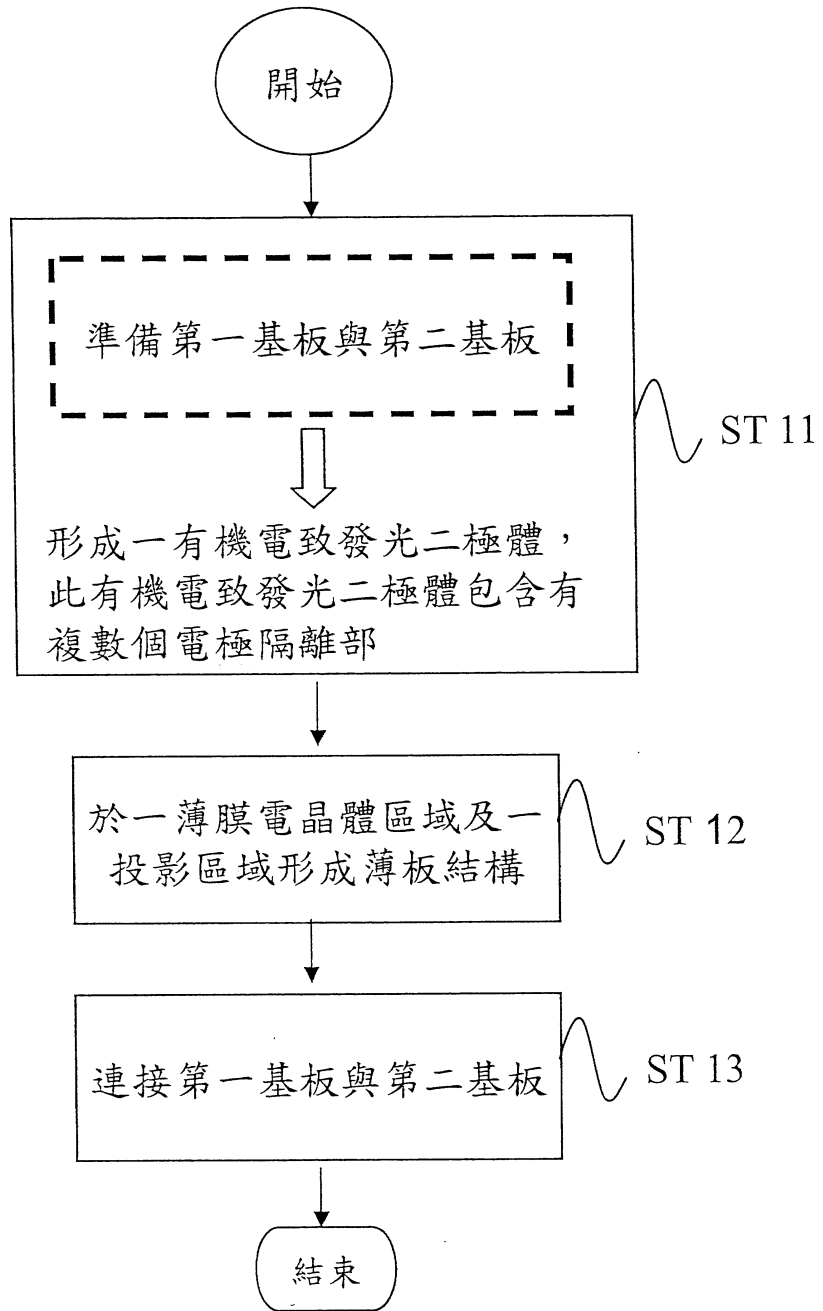 開始
準備第一基板與第二基板
ST 11
形成一有機電致發光二極體，
此有機電致發光二極體包含有
複數個電極隔離部
於一薄膜電晶體區域及一
投影區域形成薄板結構
ST 12
連接第一基板與第二基板
ST 13
結束